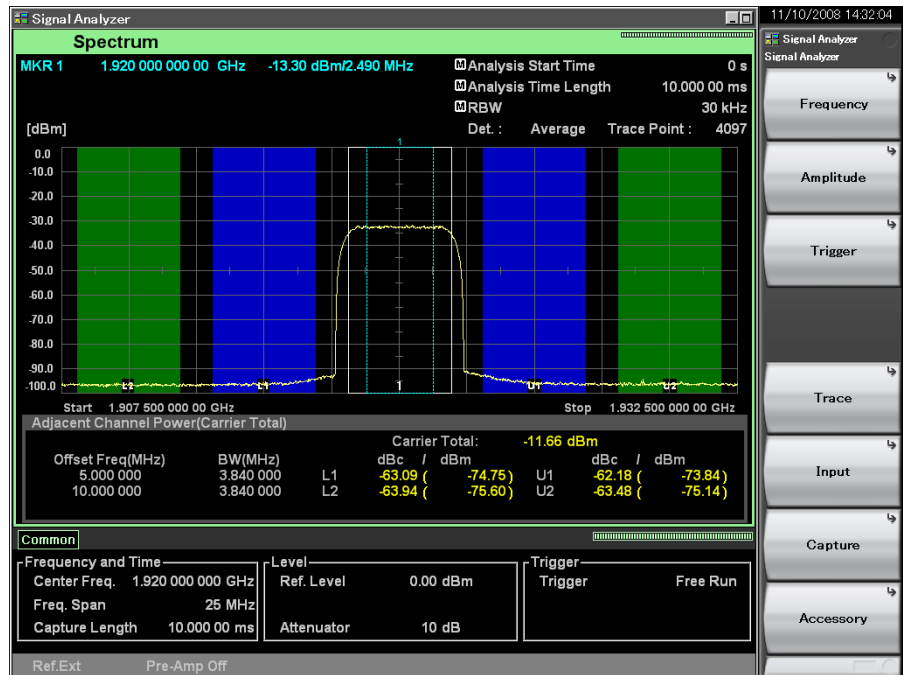 Signal Analyzer
11/10/2008 14:32:04
Spectrum
MKR 1 1.920 000 000 00 GHz -13.30 dBm/2.490 MHz
M Analysis Start Time 0 s
M Analysis Time Length 10.000 00 ms
M RBW 30 kHz
[dBm]
Det. : Average Trace Point : 4097
1
0.0
-10.0
-20.0
-30.0
-40.0
-50.0
-60.0
-70.0
-80.0
-90.0
-100.0
L2 L1 1 U1 U2
Start 1.907 500 000 00 GHz Stop 1.932 500 000 00 GHz
Adjacent Channel Power(Carrier Total)
Carrier Total: -11.66 dBm
Offset Freq(MHz) BW(MHz) dBc / dBm dBc / dBm
5.000 000 3.840 000 L1 -63.09 ( -74.75 ) U1 -62.18 ( -73.84 )
10.000 000 3.840 000 L2 -63.94 ( -75.60 ) U2 -63.48 ( -75.14 )
Common
Frequency and Time
Center Freq. 1.920 000 000 GHz
Freq. Span 25 MHz
Capture Length 10.000 00 ms
Level
Ref. Level 0.00 dBm
Attenuator 10 dB
Trigger
Trigger Free Run
Ref.Ext Pre-Amp Off
Signal Analyzer
Signal Analyzer
Frequency
Amplitude
Trigger
Trace
Input
Capture
Accessory